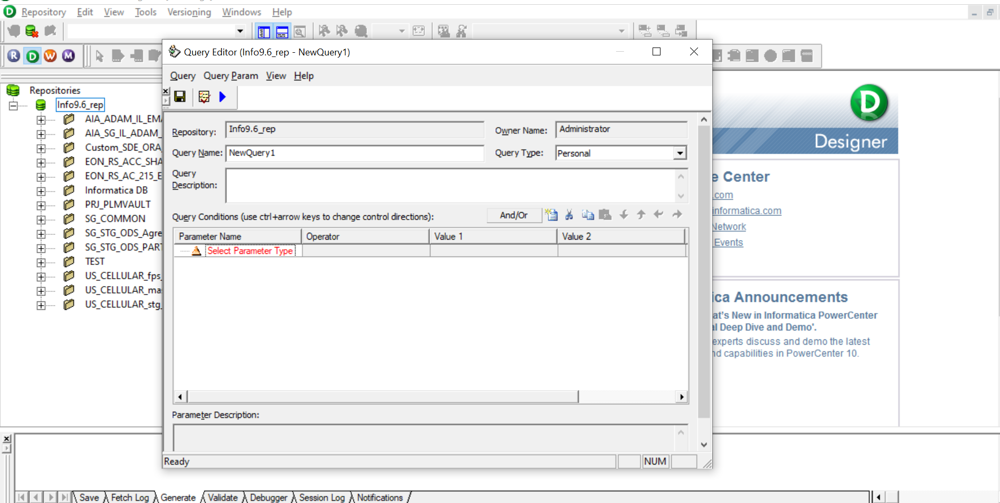 Repository Edit View Tools Versioning Windows Help
R D W M
Query Editor (Info9.6_rep - NewQuery1)
Query Query Param View Help
Repositories
Info9.6_rep
AIA_ADAM_IL_EMA
AIA_SG_IL_ADAM_
Custom_SDE_ORA_
EON_RS_ACC_SHA
EON_RS_AC_215_E
Informatica DB
PRJ_PLMVAULT
SG_COMMON
SG_STG_ODS_Agre
SG_STG_ODS_PART
TEST
US_CELLULAR_fps_
US_CELLULAR_ma
US_CELLULAR_stg_
Repository: Info9.6_rep Owner Name: Administrator
Query Name: NewQuery1 Query Type: Personal
Query
Description:
Query Conditions (use ctrl+arrow keys to change control directions): And/Or
Parameter Name Operator Value 1 Value 2
Select Parameter Type
Parameter Description:
Ready NUM
D
Designer
e Center
.com
informatica.com
Network
Events
ica Announcements
at's New in Informatica PowerCenter
al Deep Dive and Demo'.
experts discuss and demo the latest
nd capabilities in PowerCenter 10.
Save Fetch Log Generate Validate Debugger Session Log Notifications